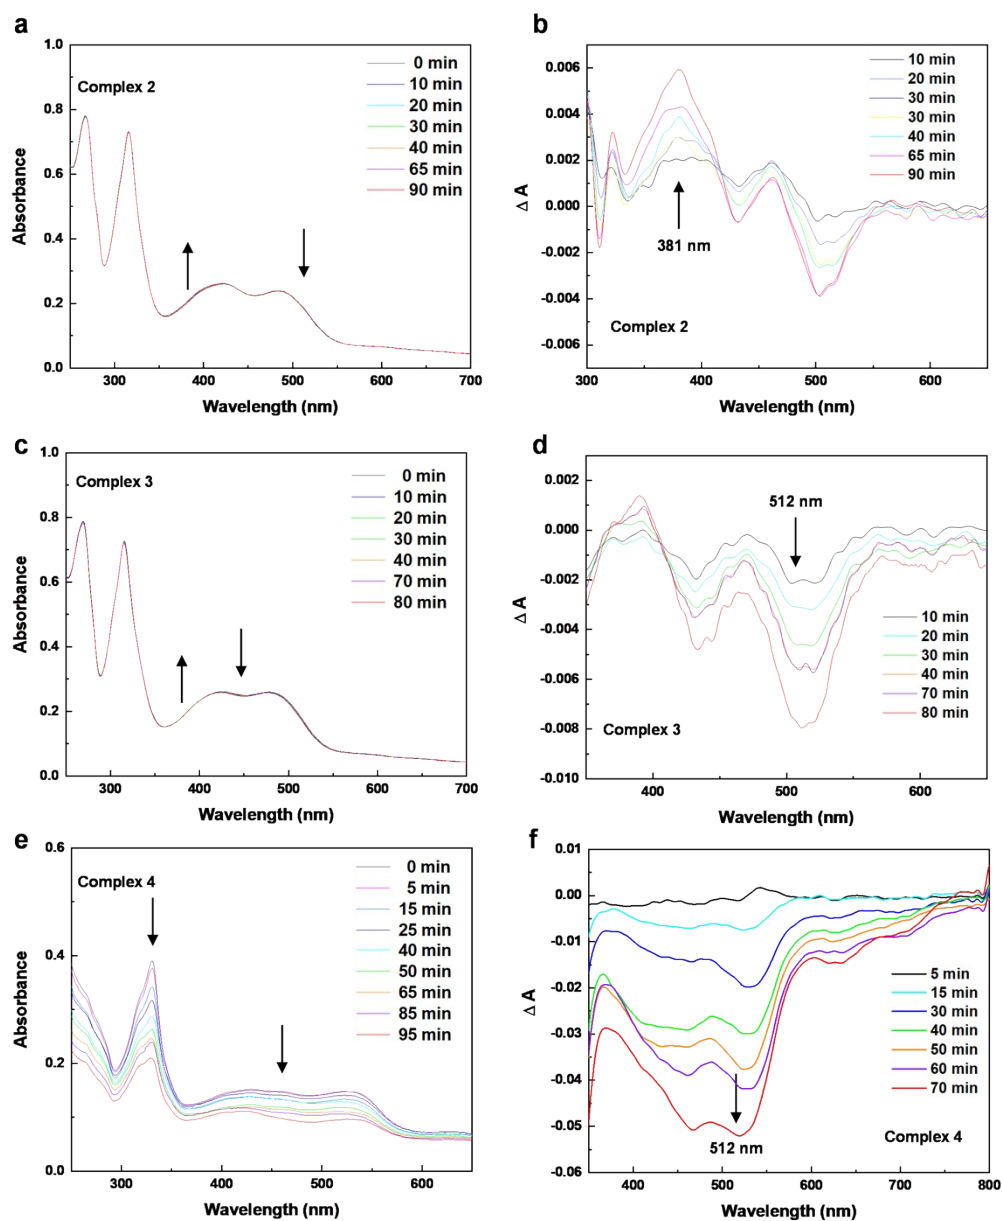 a
1.0
0.8
0.6
0.4
0.2
0.0
Absorbance
Complex 2
0 min
10 min
20 min
30 min
40 min
65 min
90 min
300
400
500
600
700
Wavelength (nm)
b
0.006
0.004
0.002
0.000
-0.002
-0.004
-0.006
Δ A
10 min
20 min
30 min
30 min
40 min
65 min
90 min
381 nm
Complex 2
300
400
500
600
Wavelength (nm)
c
1.0
0.8
0.6
0.4
0.2
0.0
Absorbance
Complex 3
0 min
10 min
20 min
30 min
40 min
70 min
80 min
300
400
500
600
700
Wavelength (nm)
d
0.002
0.000
-0.002
-0.004
-0.006
-0.008
-0.010
Δ A
512 nm
10 min
20 min
30 min
40 min
70 min
80 min
Complex 3
400
500
600
Wavelength (nm)
e
0.6
0.4
0.2
0.0
Absorbance
Complex 4
0 min
5 min
15 min
25 min
40 min
50 min
65 min
85 min
95 min
300
400
500
600
Wavelength (nm)
f
0.01
0.00
-0.01
-0.02
-0.03
-0.04
-0.05
-0.06
Δ A
5 min
15 min
30 min
40 min
50 min
60 min
70 min
512 nm
Complex 4
400
500
600
700
800
Wavelength (nm)